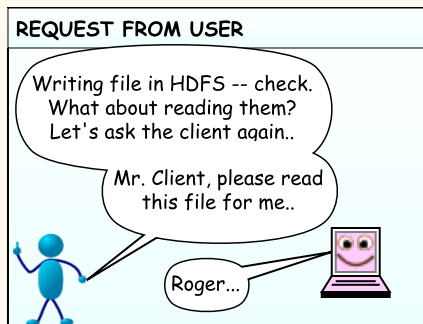 REQUEST FROM USER
Writing file in HDFS -- check.
What about reading them?
Let's ask the client again..
Mr. Client, please read
this file for me..
Roger...